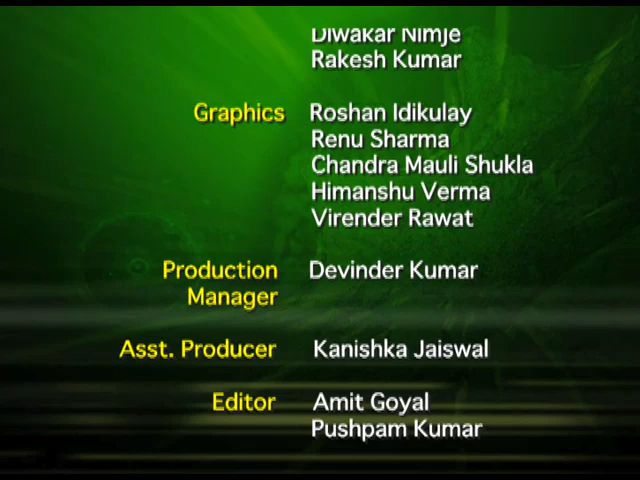 Diwakar Nimje
Rakesh Kumar
Graphics Roshan Idikulay
Renu Sharma
Chandra Mauli Shukla
Himanshu Verma
Virender Rawat
Production Devinder Kumar
Manager
Asst. Producer Kanishka Jaiswal
Editor Amit Goyal
Pushpam Kumar